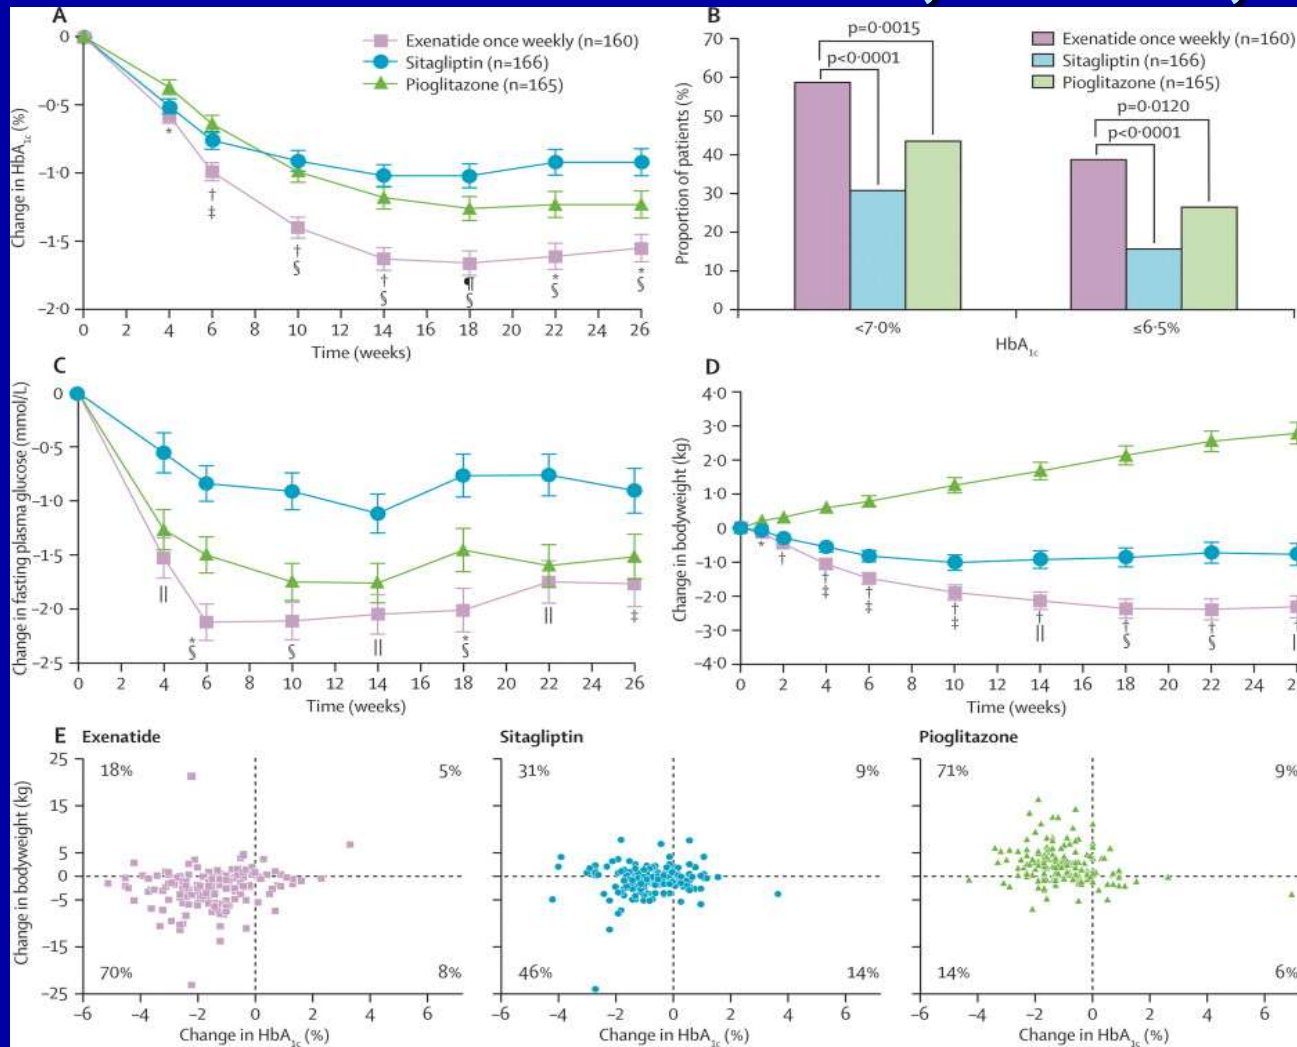 A
Exenatide once weekly (n=160)
Sitagliptin (n=166)
Pioglitazone (n=165)
Change in HbA1c (%)
0
–0·5
–1·0
–1·5
–2·0
*
†
‡
†
§
†
§
¶
§
*
§
*
§
0 2 4 6 8 10 12 14 16 18 20 22 24 26
Time (weeks)
B
Exenatide once weekly (n=160)
Sitagliptin (n=166)
Pioglitazone (n=165)
Proportion of patients (%)
70
60
50
40
30
20
10
0
p=0·0015
p<0·0001
p=0·0120
p<0·0001
<7·0% ≤6·5%
HbA1c
C
Change in fasting plasma glucose (mmol/L)
0
–0·5
–1·0
–1·5
–2·0
–2·5
||
*
§
§
||
*
§
||
‡
0 2 4 6 8 10 12 14 16 18 20 22 24 26
Time (weeks)
D
Change in bodyweight (kg)
4·0
3·0
2·0
1·0
0
–1·0
–2·0
–3·0
–4·0
*
†
†
‡
†
‡
†
‡
†
||
†
§
†
§
0 2 4 6 8 10 12 14 16 18 20 22 24
Time (weeks)
E
Exenatide
Change in bodyweight (kg)
25
15
5
0
–5
–15
–25
18% 5%
70% 8%
–6 –4 –2 0 2 4 6
Change in HbA1c (%)
Sitagliptin
31% 9%
46% 14%
–6 –4 –2 0 2 4 6
Change in HbA1c (%)
Pioglitazone
71% 9%
14% 6%
–6 –4 –2 0 2 4 6
Change in HbA1c (%)